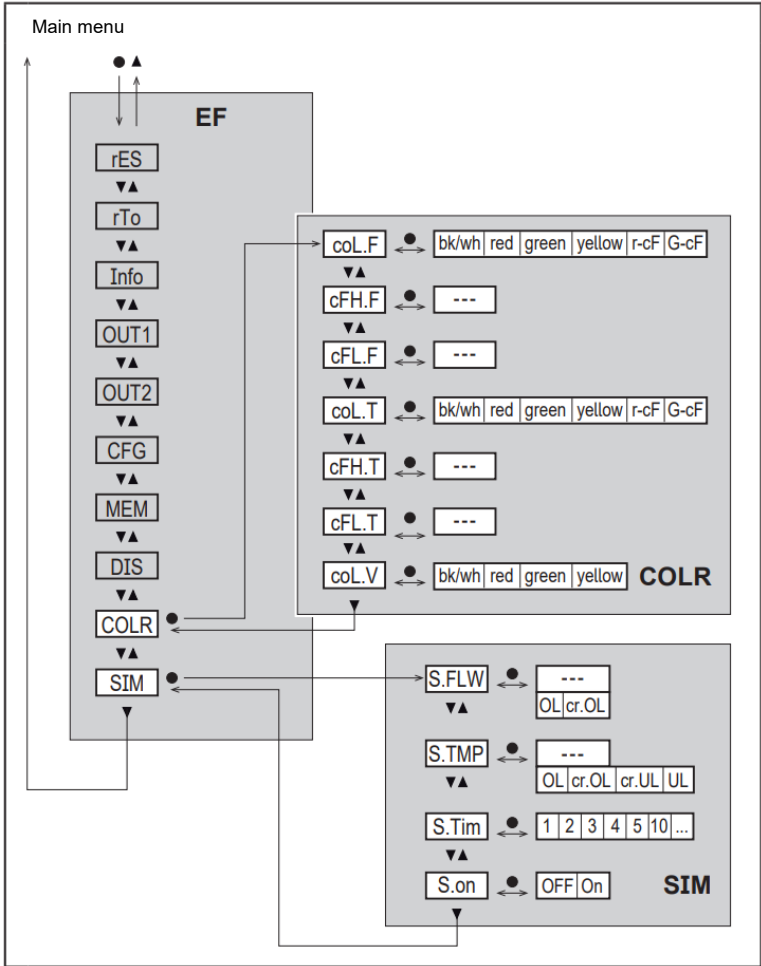 Main menu
EF
rES
rTo
Info
OUT1
OUT2
CFG
MEM
DIS
COLR
SIM
coL.F bk/wh red green yellow r-cF G-cF
cFH.F ---
cFL.F ---
coL.T bk/wh red green yellow r-cF G-cF
cFH.T ---
cFL.T ---
coL.V bk/wh red green yellow COLR
S.FLW ---
OL cr.OL
S.TMP ---
OL cr.OL cr.UL UL
S.Tim 1 2 3 4 5 10 ...
S.on OFF On SIM